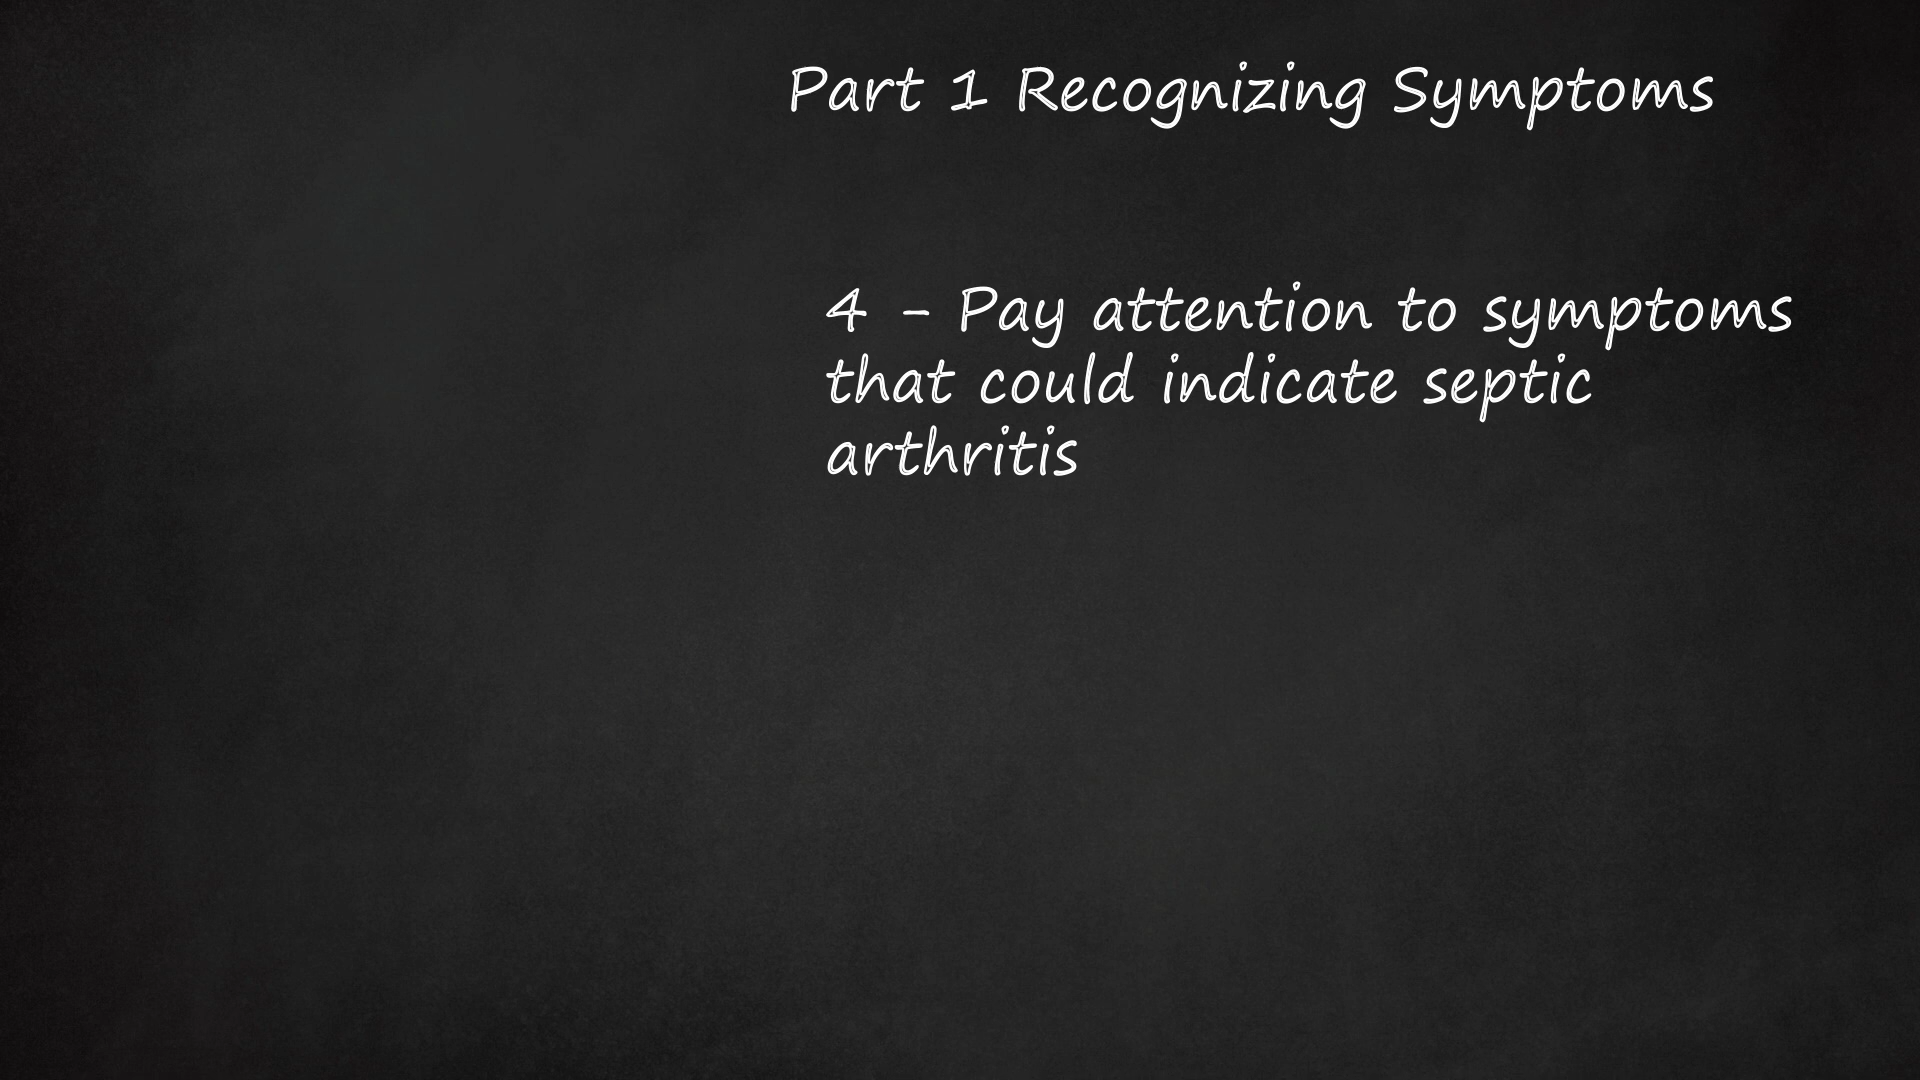 Part 1 Recognizing Symptoms
4 - Pay attention to symptoms
that could indicate septic
arthritis